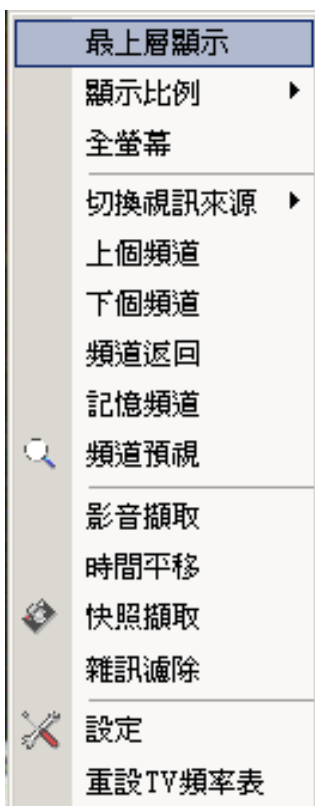 最上層顯示
顯示比例
全螢幕
切換視訊來源
上個頻道
下個頻道
頻道返回
記憶頻道
頻道預視
影音擷取
時間平移
快照擷取
雜訊濾除
設定
重設TV頻率表